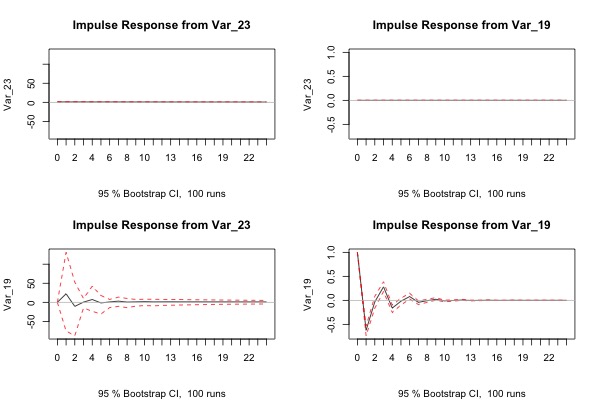 Impulse Response from Var_23
Var_23
50
0
-50
0 2 4 6 8 10 13 16 19 22
95 % Bootstrap CI, 100 runs
Impulse Response from Var_19
Var_23
1.0
0.5
0.0
-0.5
0 2 4 6 8 10 13 16 19 22
95 % Bootstrap CI, 100 runs
Impulse Response from Var_23
Var_19
50
0
-50
0 2 4 6 8 10 13 16 19 22
95 % Bootstrap CI, 100 runs
Impulse Response from Var_19
Var_19
1.0
0.5
0.0
-0.5
0 2 4 6 8 10 13 16 19 22
95 % Bootstrap CI, 100 runs